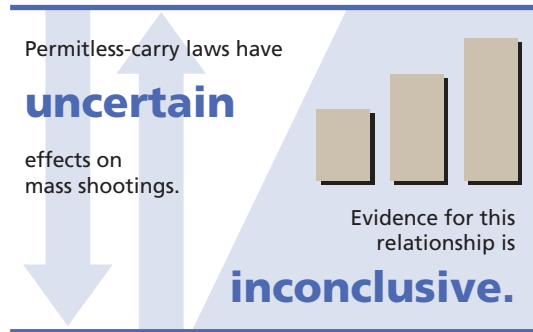 Permitless-carry laws have
uncertain
effects on
mass shootings.
Evidence for this
relationship is
inconclusive.